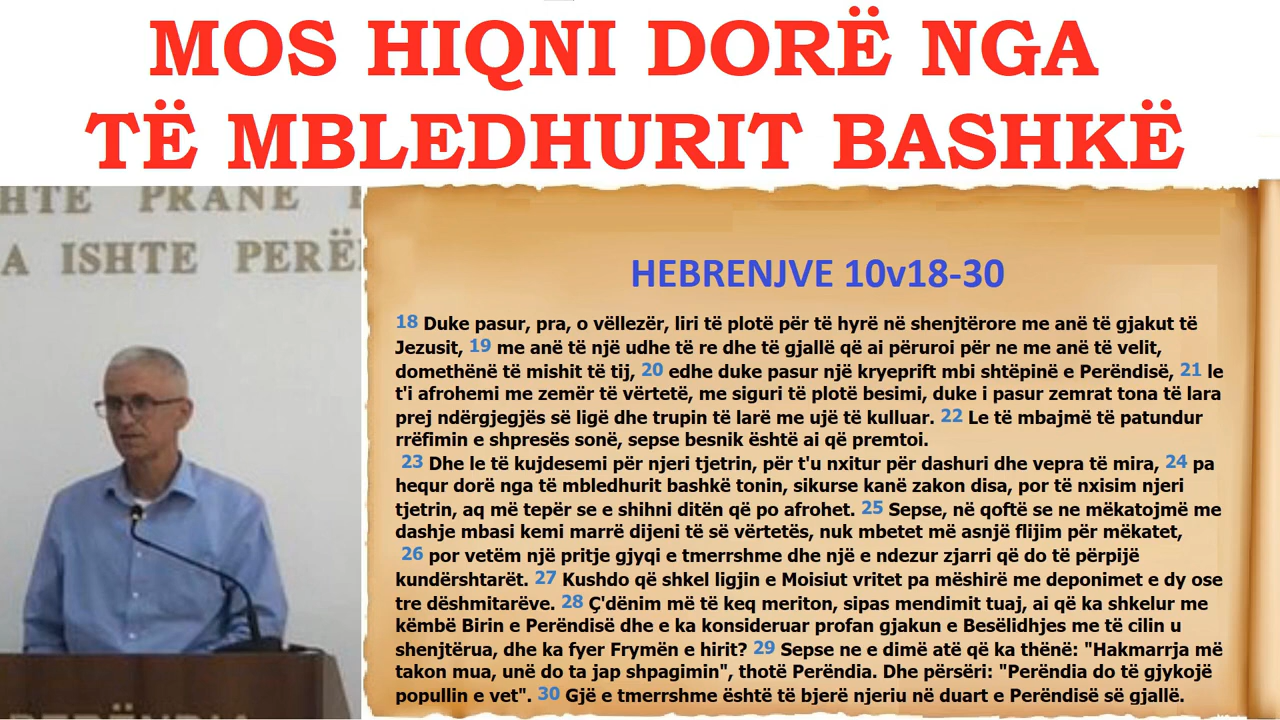 MOS HIQNI DORË NGA
TË MBLEDHURIT BASHKË
PRANE
ISHTE
HEBRENJVE 10v18-30
18 Duke pasur, pra, o vëllezër, liri të plotë për të hyrë në shenjtërore me anë të gjakut të
Jezusit, 19 me anë të një udhe të re dhe të gjallë që ai përuroi për ne me anë të velit,
domethënë të mishit të tij, 20 edhe duke pasur një kryeprift mbi shtëpinë e Perëndisë, 21 le
t'i afrohemi me zemër të vërtetë, me siguri të plotë besimi, duke i pasur zemrat tona të lara
prej ndërgjegjës së ligë dhe trupin të larë me ujë të kulluar. 22 Le të mbajmë të patundur
rrëfimin e shpresës sonë, sepse besnik është ai që premtoi.
23 Dhe le të kujdesemi për njeri tjetrin, për t'u nxitur për dashuri dhe vepra të mira, 24 pa
hequr dorë nga të mbledhurit bashkë tonin, sikurse kanë zakon disa, por të nxisim njeri
tjetrin, aq më tepër se e shihni ditën që po afrohet. 25 Sepse, në qoftë se ne mëkatojmë me
dashje mbasi kemi marrë dijeni të së vërtetës, nuk mbetet më asnjë flijim për mëkatet,
26 por vetëm një pritje gjyqi e tmerrshme dhe një e ndezur zjarri që do të përpijë
kundërshtarët. 27 Kushdo që shkel ligjin e Moisiut vritet pa mëshirë me deponimet e dy ose
tre dëshmitarëve. 28 Ç'dënim më të keq meriton, sipas mendimit tuaj, ai që ka shkelur me
këmbë Birin e Perëndisë dhe e ka konsideruar profan gjakun e Besëlidhjes me të cilin u
shenjtërua, dhe ka fyer Frymën e hirit? 29 Sepse ne e dimë atë që ka thënë: "Hakmarrja më
takon mua, unë do ta jap shpagimin", thotë Perëndia. Dhe përsëri: "Perëndia do të gjykojë
popullin e vet". 30 Gjë e tmerrshme është të bjerë njeriu në duart e Perëndisë së gjallë.